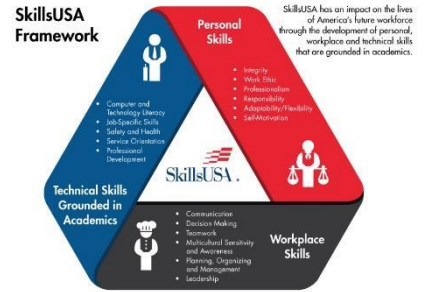 SkillsUSA
Framework
SkillsUSA has an impact on the lives
of America's future workforce
through the development of personal,
workplace and technical skills
that are grounded in academics.
Personal
Skills
• Integrity
• Work Ethic
• Professionalism
• Responsibility
• Adaptability/Flexibility
• Self-Motivation
• Computer and
Technology Literacy
• Job-Specific Skills
• Safety and Health
• Service Orientation
• Professional
Development
SkillsUSA.
Technical Skills
Grounded in
Academics
• Communication
• Decision Making
• Teamwork
• Multicultural Sensitivity
and Awareness
• Planning, Organizing
and Management
• Leadership
Workplace
Skills